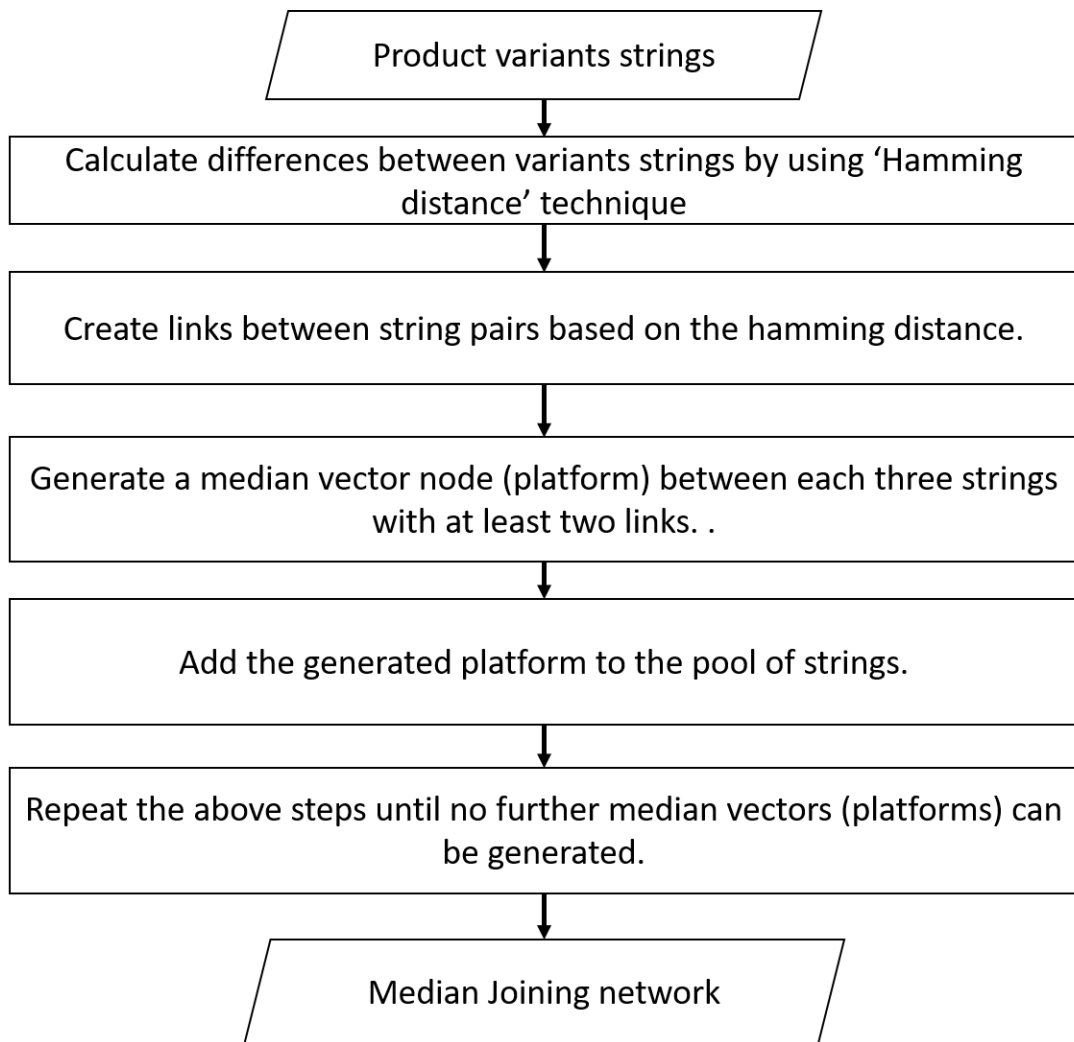 Product variants strings
Calculate differences between variants strings by using ‘Hamming
distance’ technique
Create links between string pairs based on the hamming distance.
Generate a median vector node (platform) between each three strings
with at least two links. .
Add the generated platform to the pool of strings.
Repeat the above steps until no further median vectors (platforms) can
be generated.
Median Joining network